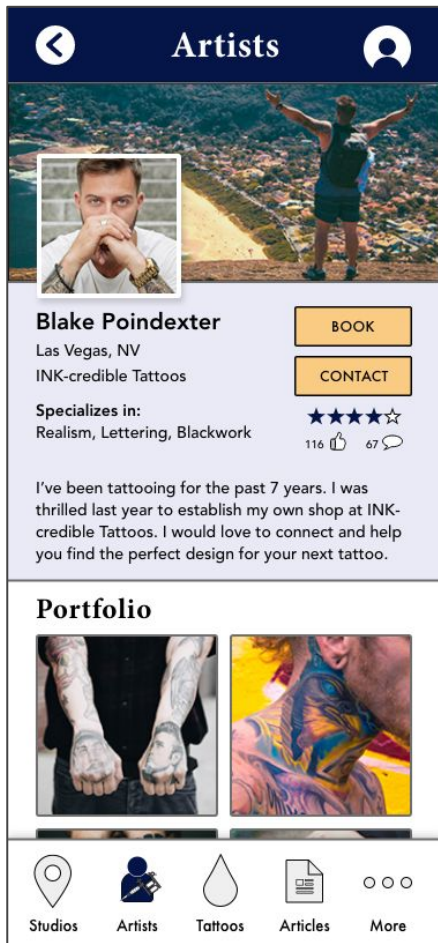 Artists
Blake Poindexter
Las Vegas, NV
INK-credible Tattoos
BOOK
CONTACT
Specializes in:
Realism, Lettering, Blackwork
116
67
I've been tattooing for the past 7 years. I was
thrilled last year to establish my own shop at INK-
credible Tattoos. I would love to connect and help
you find the perfect design for your next tattoo.
Portfolio
Studios
Artists
Tattoos
Articles
More